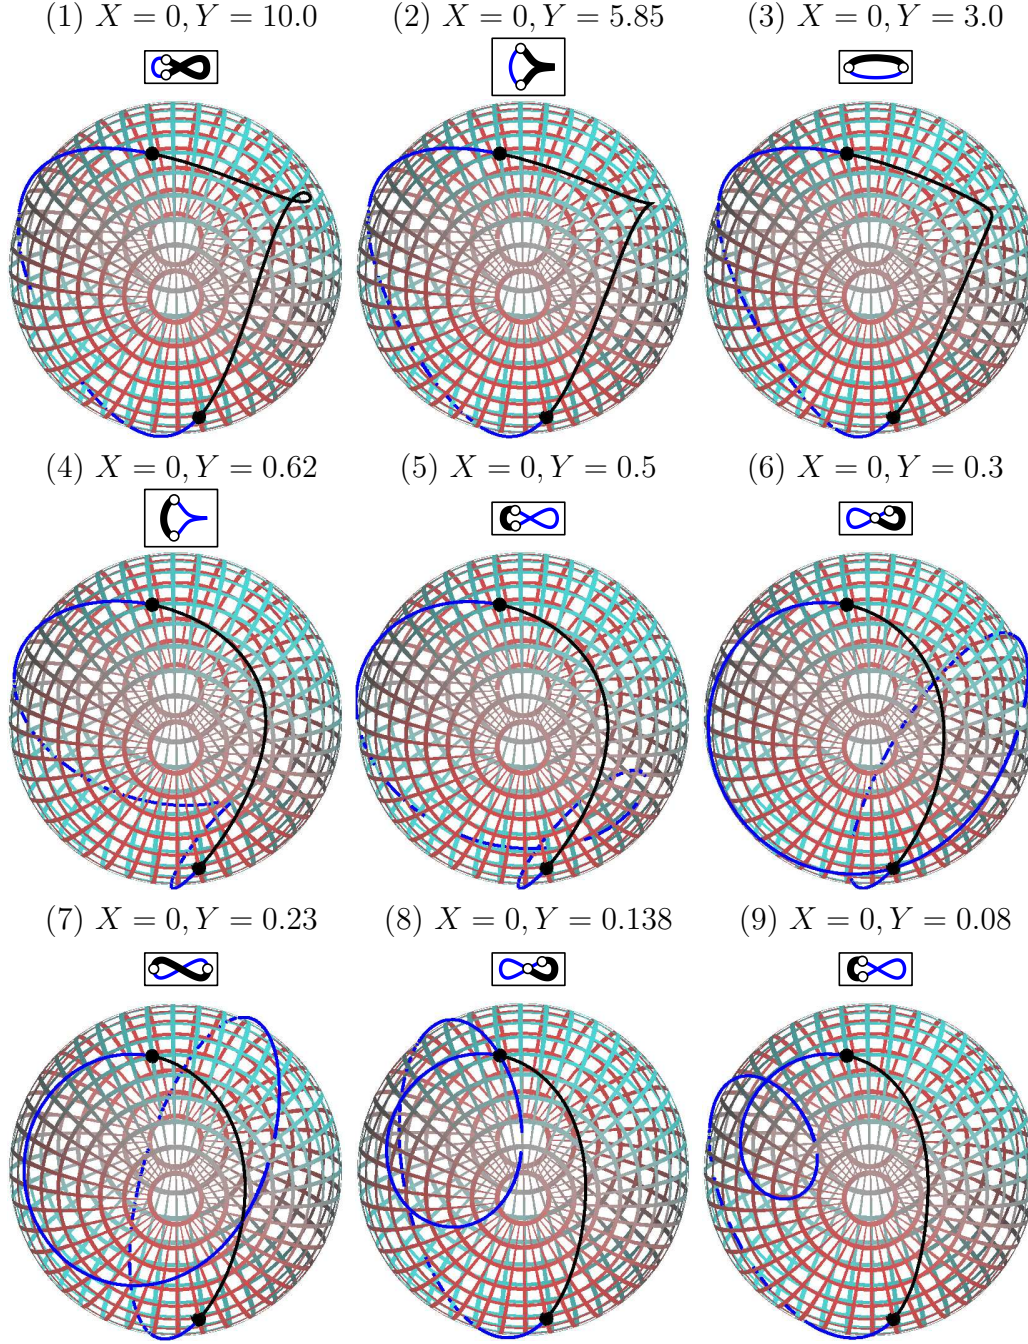 (1) X = 0, Y = 10.0
(2) X = 0, Y = 5.85
(3) X = 0, Y = 3.0
(4) X = 0, Y = 0.62
(5) X = 0, Y = 0.5
(6) X = 0, Y = 0.3
(7) X = 0, Y = 0.23
(8) X = 0, Y = 0.138
(9) X = 0, Y = 0.08